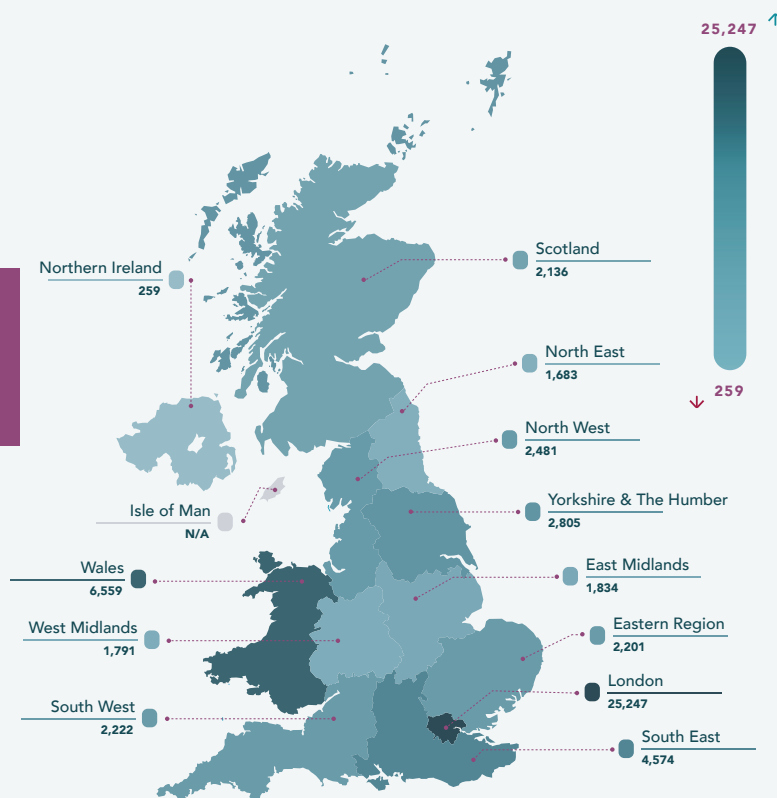 25,247
Scotland
2,136
Northern Ireland
259
North East
1,683
259
North West
2,481
Yorkshire & The Humber
2,805
Isle of Man
N/A
Wales
6,559
East Midlands
1,834
West Midlands
1,791
Eastern Region
2,201
London
25,247
South West
2,222
South East
4,574